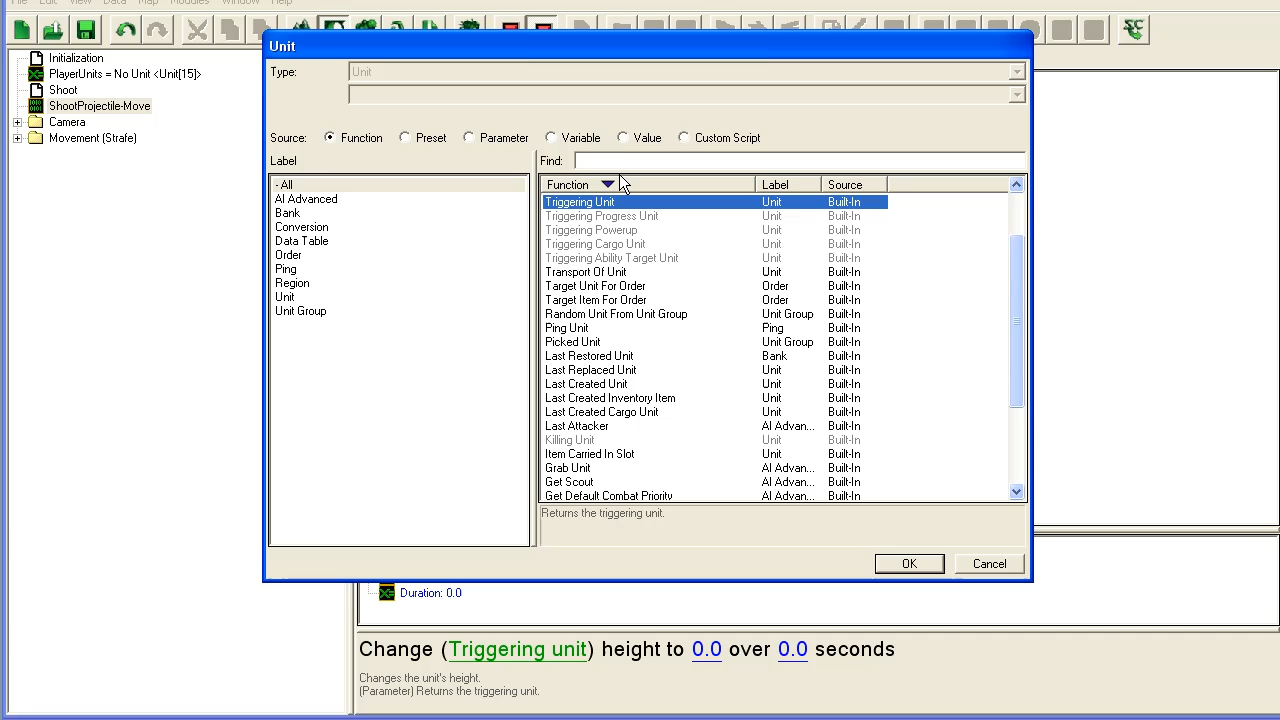 File Edit View Data Map Modules Window Help
Initialization
PlayerUnits = No Unit <Unit[15]>
Shoot
ShootProjectile-Move
Camera
Movement (Strafe)
Unit
Type: Unit
Source: Function Preset Parameter Variable Value Custom Script
Label
Find:
- All
AI Advanced
Bank
Conversion
Data Table
Order
Ping
Region
Unit
Unit Group
Function Label Source
Triggering Unit Unit Built-In
Triggering Progress Unit Unit Built-In
Triggering Powerup Unit Built-In
Triggering Cargo Unit Unit Built-In
Triggering Ability Target Unit Unit Built-In
Transport Of Unit Unit Built-In
Target Unit For Order Order Built-In
Target Item For Order Order Built-In
Random Unit From Unit Group Unit Group Built-In
Ping Unit Ping Built-In
Picked Unit Unit Group Built-In
Last Restored Unit Bank Built-In
Last Replaced Unit Unit Built-In
Last Created Unit Unit Built-In
Last Created Inventory Item Unit Built-In
Last Created Cargo Unit Unit Built-In
Last Attacker AI Advan... Built-In
Killing Unit Unit Built-In
Item Carried In Slot Unit Built-In
Grab Unit AI Advan... Built-In
Get Scout AI Advan... Built-In
Get Default Combat Priority AI Advan... Built-In
Returns the triggering unit.
OK Cancel
Duration: 0.0
Change (Triggering unit) height to 0.0 over 0.0 seconds
Changes the unit's height.
(Parameter) Returns the triggering unit.